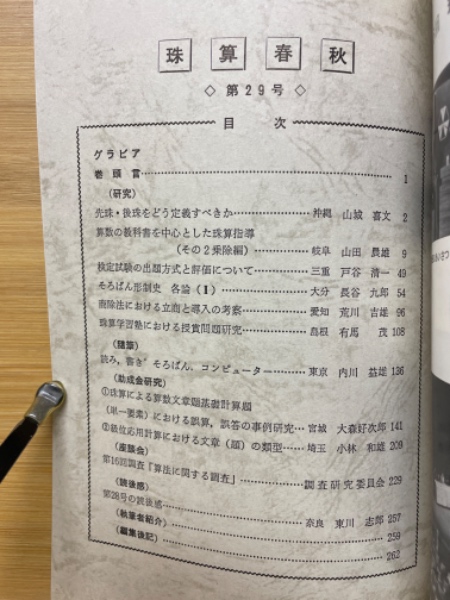 珠算春秋
◇ 第29号 ◇
目 次
グラビア
巻頭言 1
(研究)
先珠・後珠をどう定義すべきか 沖縄 山城 喜文 2
算数の教科書を中心とした珠算指導
(その2乗除編) 岐阜 山田 農雄 9
検定試験の出題方式と評価について 三重 戸谷 清一 49
そろばん形制史 各論(Ⅰ) 大分 長谷 九郎 54
商除法における立商と導入の考察 愛知 荒川 吉雄 96
珠算学習塾における授賞問題研究 島根 有馬 茂 108
(随筆)
読み,書き,そろばん,コンピューター 東京 内川 益雄 136
(助成会研究)
①珠算による算数文章題基礎計算題
(単一要素)における誤算,誤答の事例研究 宮城 大森好次郎 141
②級位応用計算における文章(題)の類型 埼玉 小林 和雄 209
(座談会)
第16回調査『算法に関する調査』 調査研究委員会 229
(読後感)
第28号の読後感 奈良 東川 志郎 257
(執筆者紹介) 259
(編集後記) 262